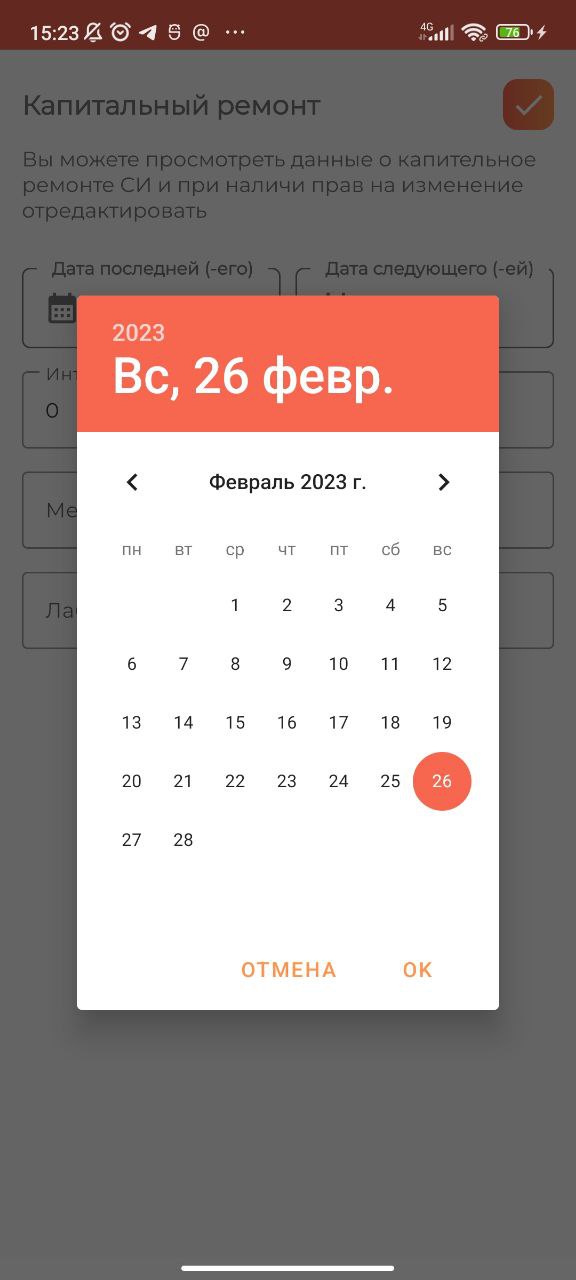 15:23 @ ... 4G 76
Капитальный ремонт
Вы можете просмотреть данные о капительное
ремонте СИ и при наличи прав на изменение
отредактировать
Дата последней (-его) Дата следующего (-ей)
0
2023
Вс, 26 февр.
Февраль 2023 г.
пн вт ср чт пт сб вс
1 2 3 4 5
6 7 8 9 10 11 12
13 14 15 16 17 18 19
20 21 22 23 24 25 26
27 28
ОТМЕНА OK